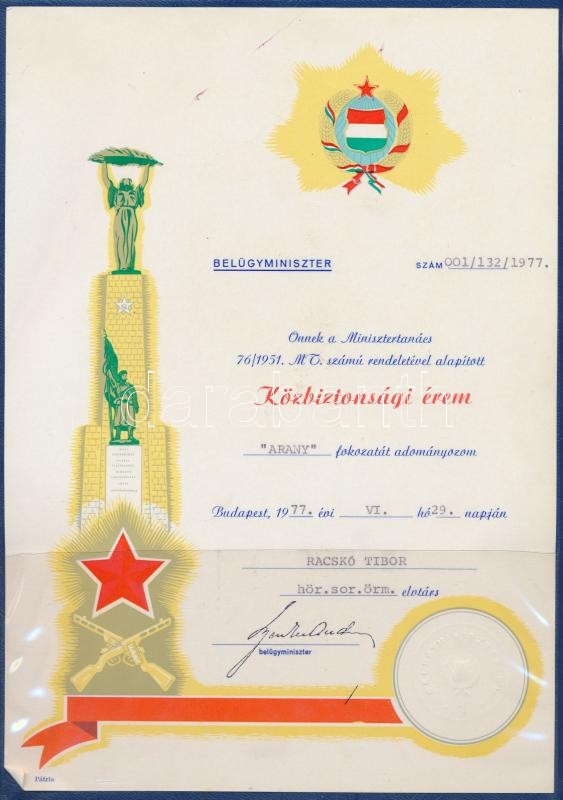 BELÜGYMINISZTER
SZÁM 001/132/1977.
Önnek a Minisztertanács
76/1951. M.T. számú rendeletével alapított
Közbiztonsági érem
"ARANY" fokozatát adományozom
Budapest, 1977. évi VI. hó 29. napján
RACSKÓ TIBOR
hör.sor.örm. elvtárs
belügyminiszter
Pátria
darabanth